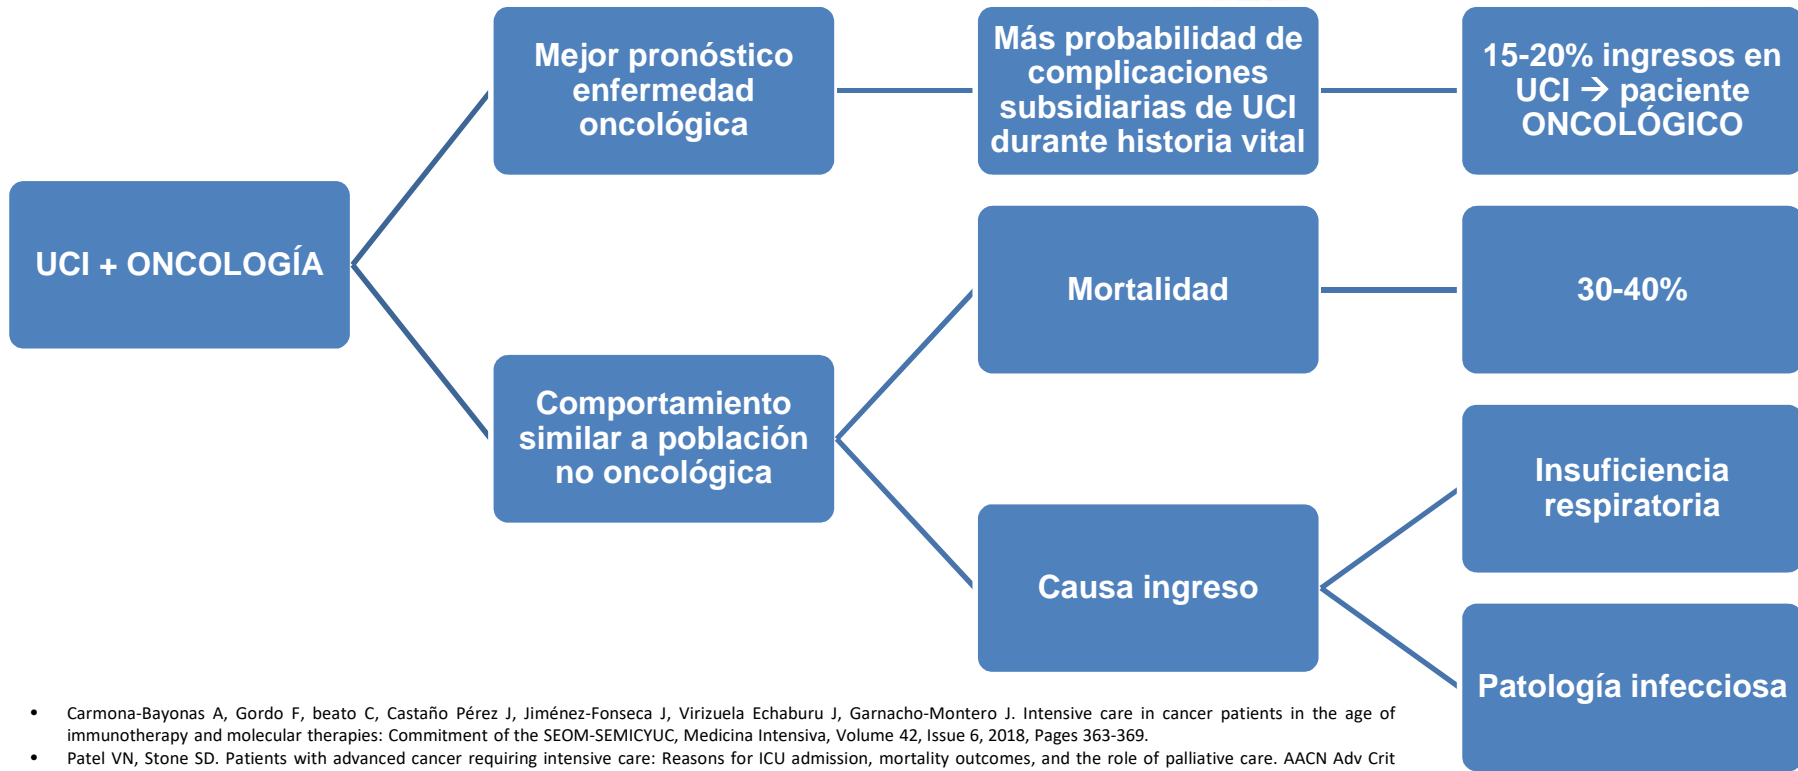 UCI + ONCOLOGÍA
Mejor pronóstico
enfermedad
oncológica
Más probabilidad de
complicaciones
subsidiarias de UCI
durante historia vital
15-20% ingresos en
UCI → paciente
ONCOLÓGICO
Comportamiento
similar a población
no oncológica
Mortalidad
30-40%
Causa ingreso
Insuficiencia
respiratoria
Patología infecciosa
• Carmona-Bayonas A, Gordo F, beato C, Castaño Pérez J, Jiménez-Fonseca J, Virizuela Echaburu J, Garnacho-Montero J. Intensive care in cancer patients in the age of
immunotherapy and molecular therapies: Commitment of the SEOM-SEMICYUC, Medicina Intensiva, Volume 42, Issue 6, 2018, Pages 363-369.
• Patel VN, Stone SD. Patients with advanced cancer requiring intensive care: Reasons for ICU admission, mortality outcomes, and the role of palliative care. AACN Adv Crit